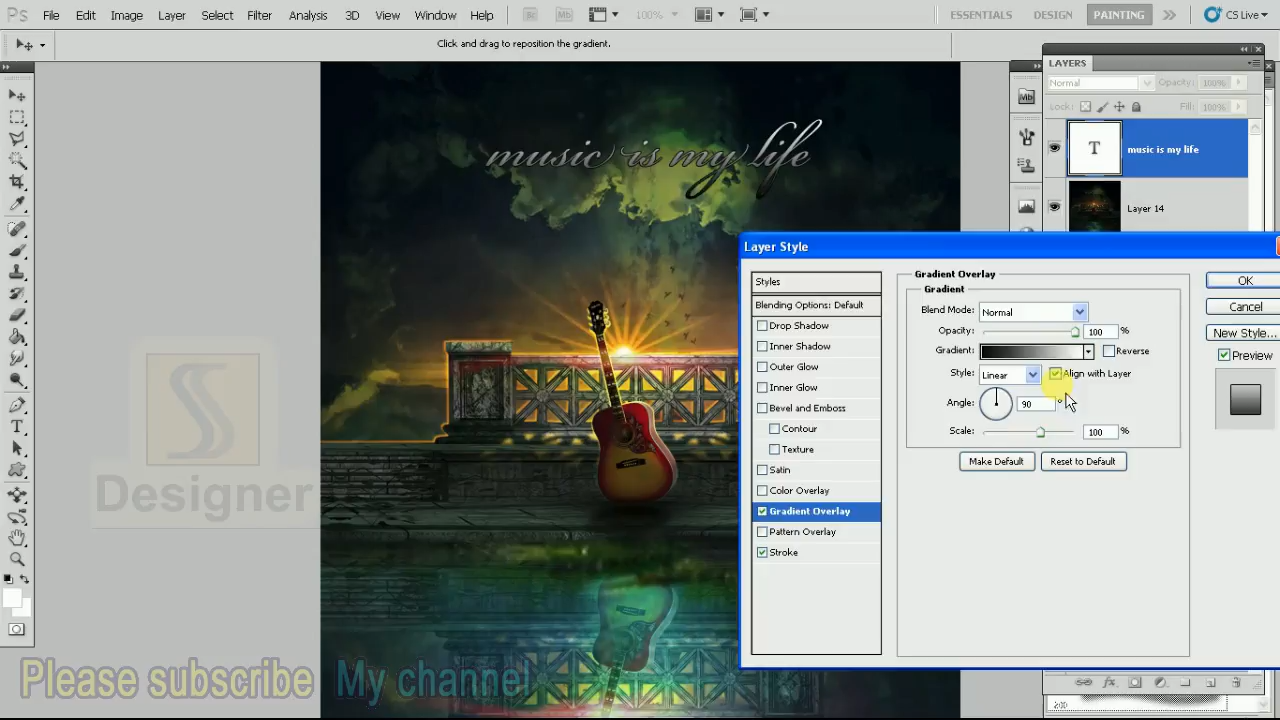 Ps File Edit Image Layer Select Filter Analysis 3D View Window Help Br Mb 100% ESSENTIALS DESIGN PAINTING CS Live
Click and drag to reposition the gradient.
LAYERS
Normal Opacity: 100%
Lock: Fill: 100%
Mb
T music is my life
Layer 14
music is my life
Layer Style
Styles
Blending Options: Default
Drop Shadow
Inner Shadow
Outer Glow
Inner Glow
Bevel and Emboss
Contour
Texture
Satin
Color Overlay
Gradient Overlay
Pattern Overlay
Stroke
Gradient Overlay
Gradient
Blend Mode: Normal
Opacity: 100 %
Gradient: Reverse
Style: Linear Align with Layer
Angle: 90 °
Scale: 100 %
Make Default Reset to Default
OK
Cancel
New Style...
Preview
S
Designer
Please subscribe My channel
fx